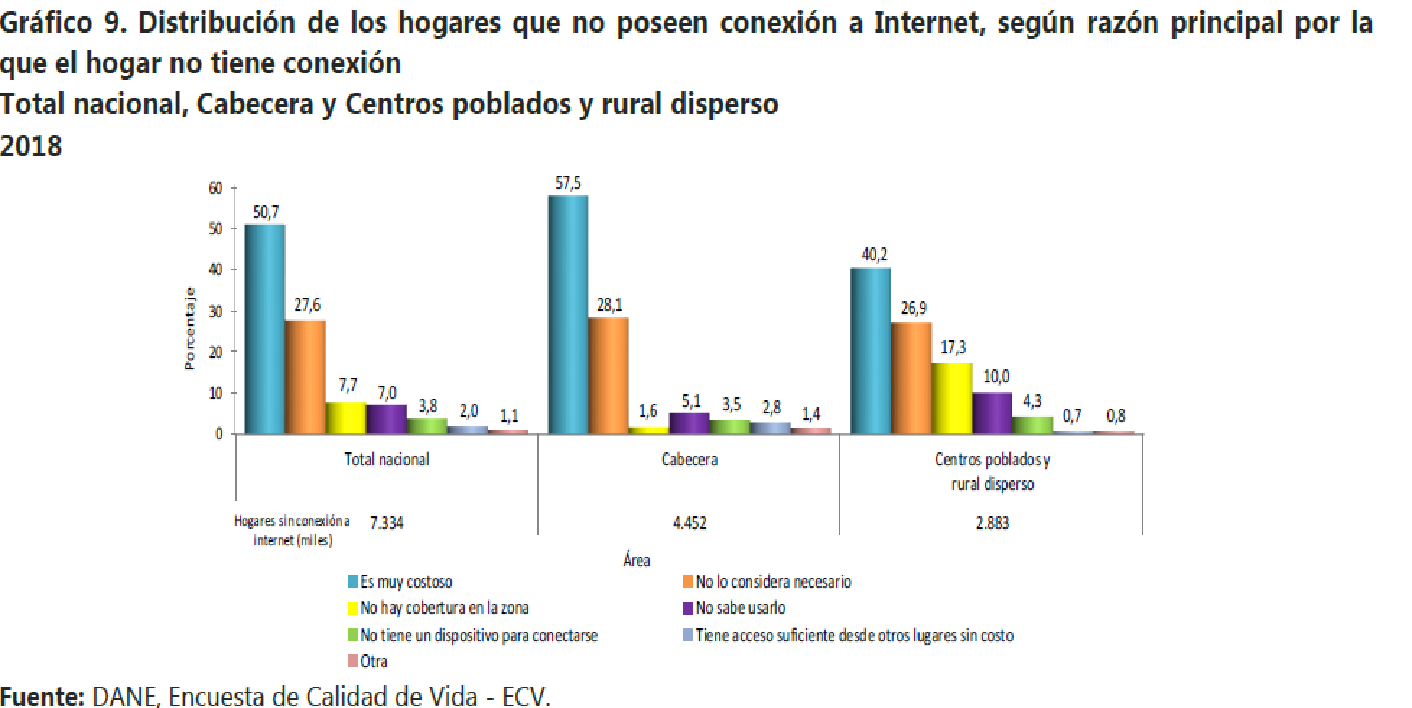 Gráfico 9. Distribución de los hogares que no poseen conexión a Internet, según razón principal por la
que el hogar no tiene conexión
Total nacional, Cabecera y Centros poblados y rural disperso
2018
Porcentaje
60
50
40
30
20
10
0
50,7
27,6
7,7
7,0
3,8
2,0
1,1
57,5
28,1
1,6
5,1
3,5
2,8
1,4
40,2
26,9
17,3
10,0
4,3
0,7
0,8
Total nacional
Cabecera
Centros poblados y
rural disperso
Hogares sin conexión a
internet (miles)
7.334
4.452
2.883
Área
Es muy costoso
No lo considera necesario
No hay cobertura en la zona
No sabe usarlo
No tiene un dispositivo para conectarse
Tiene acceso suficiente desde otros lugares sin costo
Otra
Fuente: DANE, Encuesta de Calidad de Vida - ECV.